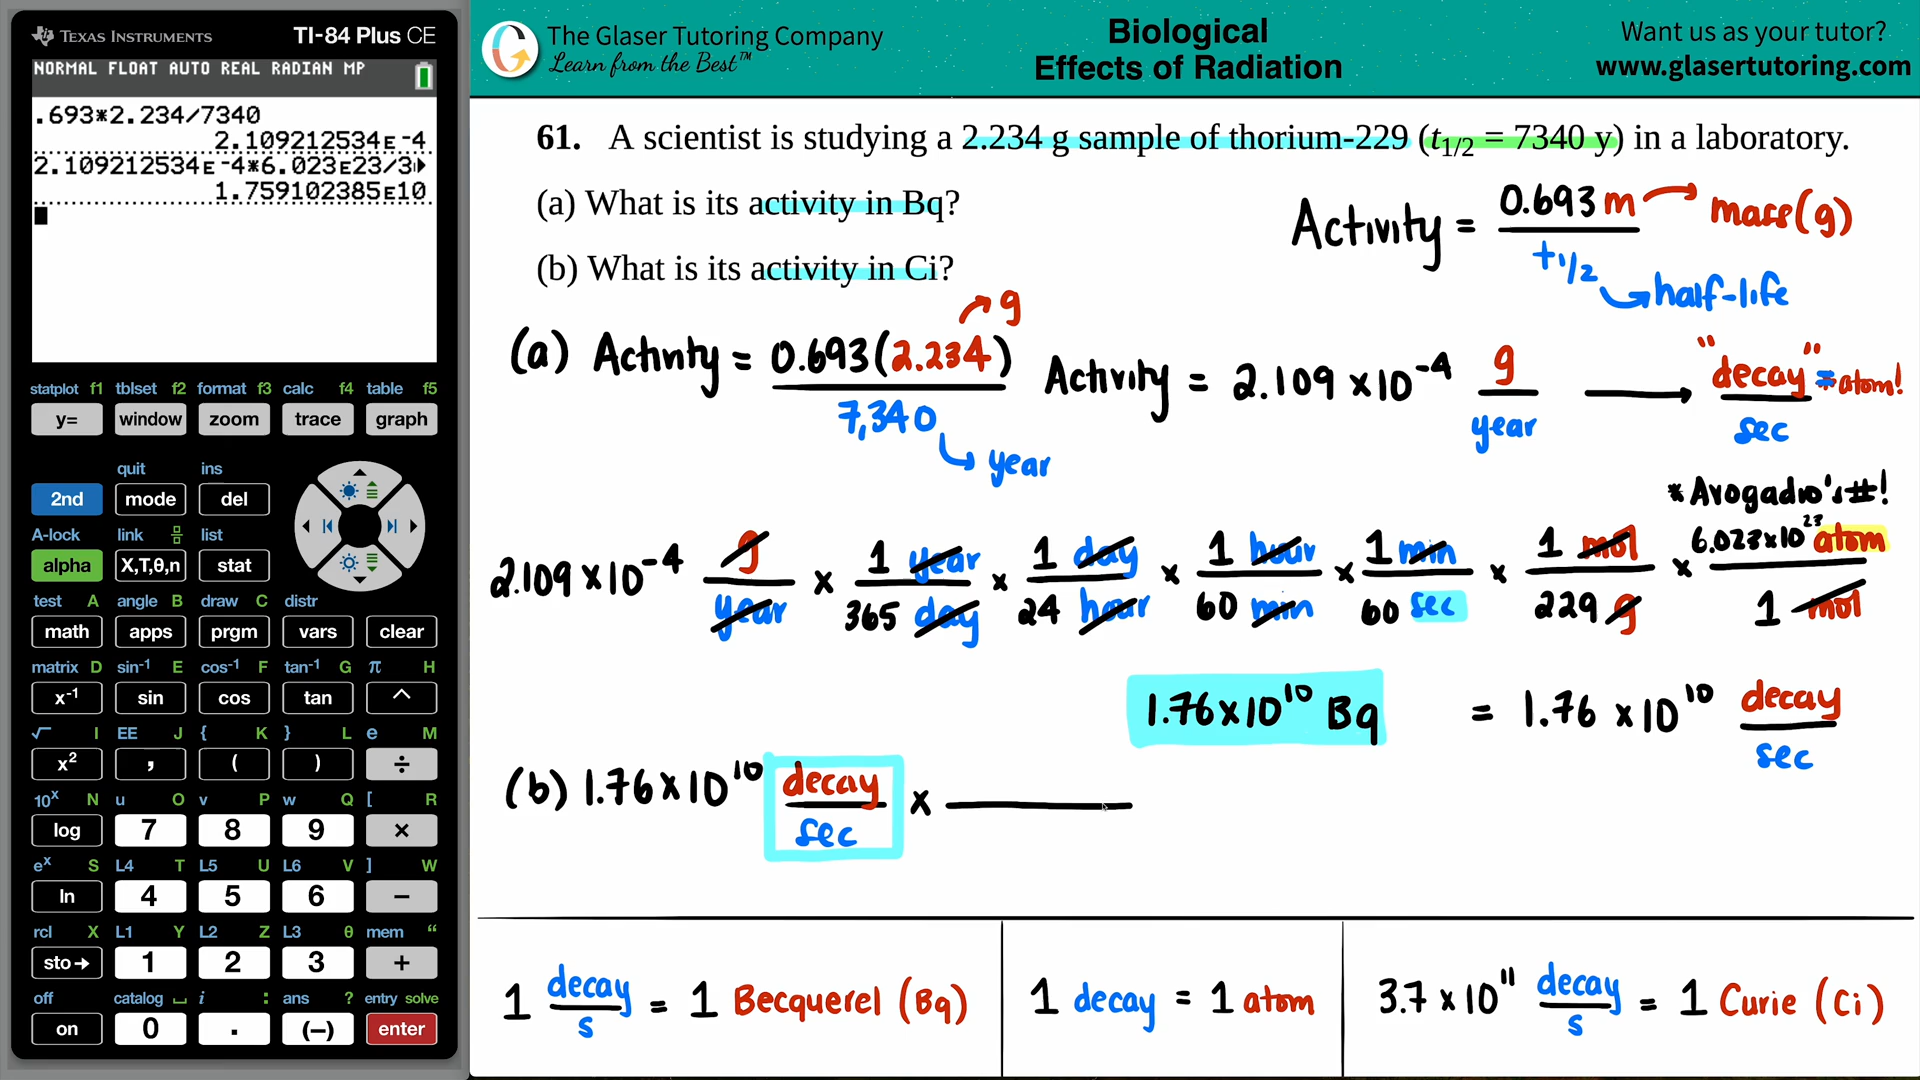 TEXAS INSTRUMENTS TI-84 Plus CE
NORMAL FLOAT AUTO REAL RADIAN MP
.693*2.234/7340
2.109212534E-4
2.109212534E-4*6.023E23/3
1.759102385E10
statplot f1 tblset f2 format f3 calc f4 table f5
y= window zoom trace graph
quit ins
2nd mode del
A-lock link list
alpha X,T,θ,n stat
test A angle B draw C distr
math apps prgm vars clear
matrix D sin-1 E cos-1 F tan-1 G π H
x-1 sin cos tan ^
√ I EE J { K } L e M
x² , ( ) ÷
10x N u O v P w Q [ R
log 7 8 9 ×
ex S L4 T L5 U L6 V ] W
ln 4 5 6 −
rcl X L1 Y L2 Z L3 θ mem “
sto→ 1 2 3 +
off catalog ⎵ i : ans ? entry solve
on 0 . (−) enter
The Glaser Tutoring Company
Learn from the Best™
Biological
Effects of Radiation
Want us as your tutor?
www.glasertutoring.com
61. A scientist is studying a 2.234 g sample of thorium-229 (t1/2 = 7340 y) in a laboratory.
(a) What is its activity in Bq?
(b) What is its activity in Ci?
Activity = 0.693 m / t1/2
mass (g)
half-life
(a) Activity = 0.693 (2.234) / 7,340
g
year
Activity = 2.109 × 10⁻⁴ g / year
"decay" / sec
= *atom!
* Avogadro's #!
2.109 × 10⁻⁴ g / year × 1 year / 365 day × 1 day / 24 hour × 1 hour / 60 min × 1 min / 60 sec × 1 mol / 229 g × 6.023 × 10²³ atom / 1 mol
1.76 × 10¹⁰ Bq = 1.76 × 10¹⁰ decay / sec
(b) 1.76 × 10¹⁰ decay / sec ×
1 decay / s = 1 Becquerel (Bq)
1 decay = 1 atom
3.7 × 10¹¹ decay / s = 1 Curie (Ci)